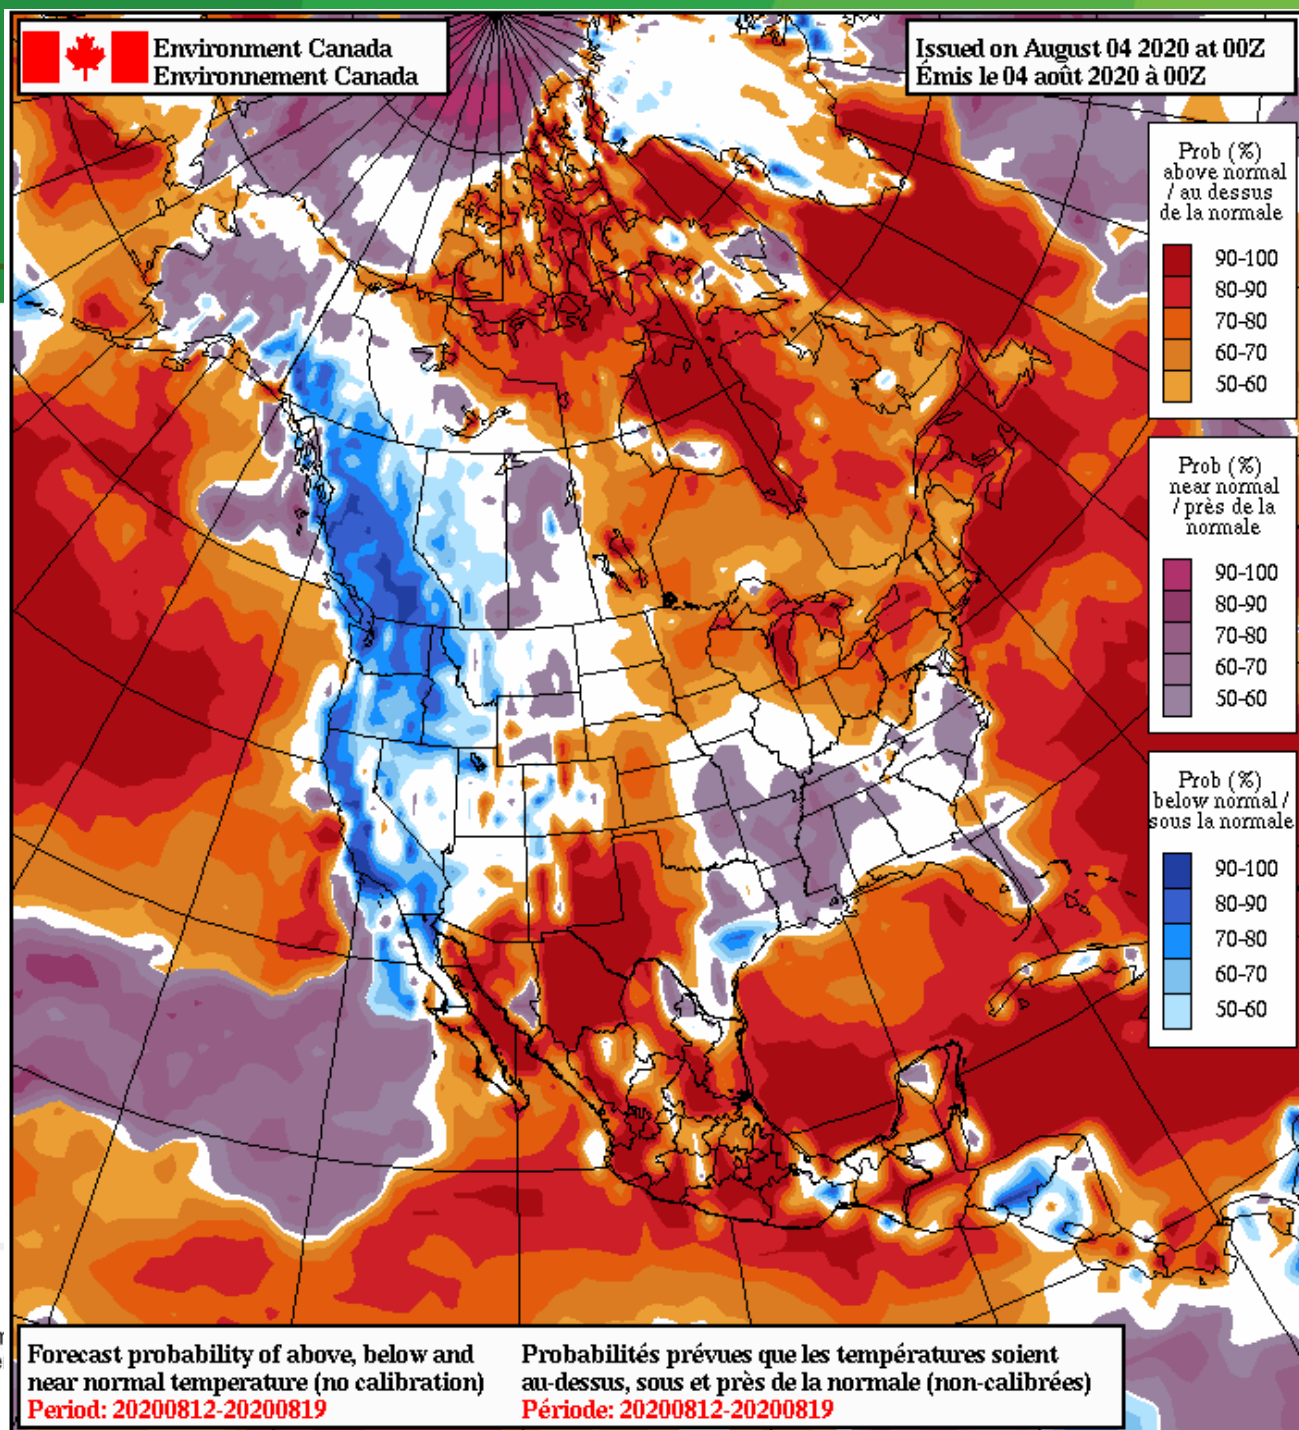 Environment Canada
Environnement Canada
Issued on August 04 2020 at 00Z
Émis le 04 août 2020 à 00Z
Prob (%)
above normal
/ au dessus
de la normale
90-100
80-90
70-80
60-70
50-60
Prob (%)
near normal
/ près de la
normale
90-100
80-90
70-80
60-70
50-60
Prob (%)
below normal /
sous la normale
90-100
80-90
70-80
60-70
50-60
Forecast probability of above, below and
near normal temperature (no calibration)
Period: 20200812-20200819
Probabilités prévues que les températures soient
au-dessus, sous et près de la normale (non-calibrées)
Période: 20200812-20200819